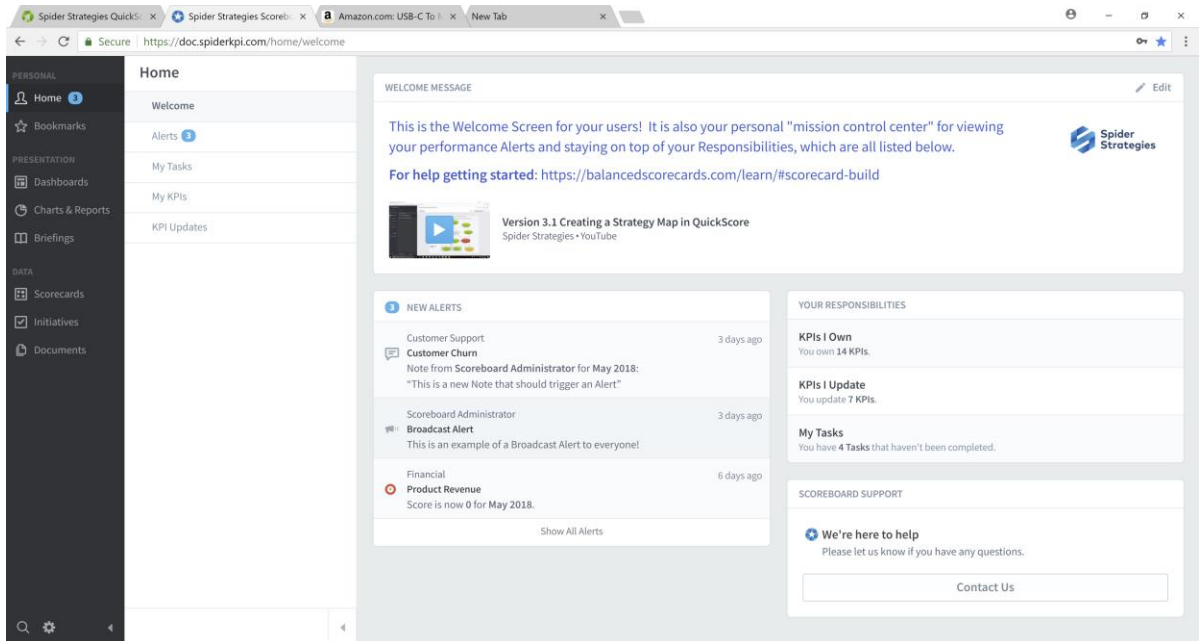 Spider Strategies QuickSc
Spider Strategies Scorebo
Amazon.com: USB-C To
New Tab
Secure
https://doc.spiderkpi.com/home/welcome
PERSONAL
Home 3
Bookmarks
PRESENTATION
Dashboards
Charts & Reports
Briefings
DATA
Scorecards
Initiatives
Documents
Home
Welcome
Alerts 3
My Tasks
My KPIs
KPI Updates
WELCOME MESSAGE
Edit
This is the Welcome Screen for your users! It is also your personal "mission control center" for viewing
your performance Alerts and staying on top of your Responsibilities, which are all listed below.
For help getting started: https://balancedscorecards.com/learn/#scorecard-build
Spider
Strategies
Version 3.1 Creating a Strategy Map in QuickScore
Spider Strategies • YouTube
3 NEW ALERTS
Customer Support 3 days ago
Customer Churn
Note from Scoreboard Administrator for May 2018:
“This is a new Note that should trigger an Alert”
Scoreboard Administrator 3 days ago
Broadcast Alert
This is an example of a Broadcast Alert to everyone!
Financial 6 days ago
Product Revenue
Score is now 0 for May 2018.
Show All Alerts
YOUR RESPONSIBILITIES
KPIs I Own
You own 14 KPIs.
KPIs I Update
You update 7 KPIs.
My Tasks
You have 4 Tasks that haven't been completed.
SCOREBOARD SUPPORT
We're here to help
Please let us know if you have any questions.
Contact Us